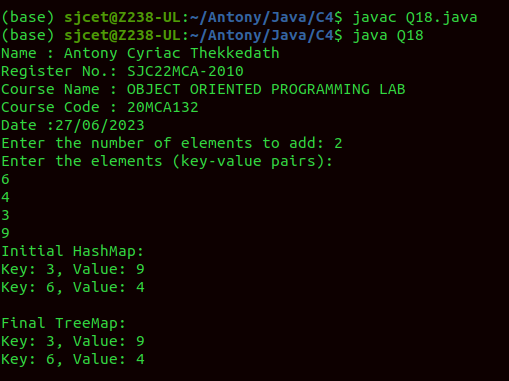 (base) sjcet@Z238-UL:~/Antony/Java/C4$ javac Q18.java
(base) sjcet@Z238-UL:~/Antony/Java/C4$ java Q18
Name : Antony Cyriac Thekkedath
Register No.: SJC22MCA-2010
Course Name : OBJECT ORIENTED PROGRAMMING LAB
Course Code : 20MCA132
Date :27/06/2023
Enter the number of elements to add: 2
Enter the elements (key-value pairs):
6
4
3
9
Initial HashMap:
Key: 3, Value: 9
Key: 6, Value: 4
Final TreeMap:
Key: 3, Value: 9
Key: 6, Value: 4